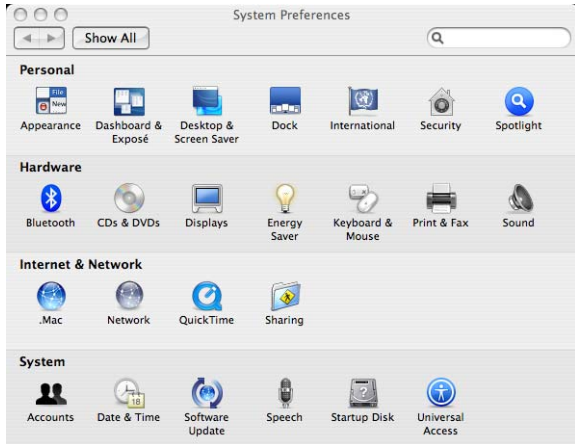 System Preferences
Show All
Personal
File
New
Appearance
Dashboard &
Exposé
Desktop &
Screen Saver
Dock
International
Security
Spotlight
Hardware
Bluetooth
CDs & DVDs
Displays
Energy
Saver
Keyboard &
Mouse
Print & Fax
Sound
Internet & Network
.Mac
Network
QuickTime
Sharing
System
18
?
Accounts
Date & Time
Software
Update
Speech
Startup Disk
Universal
Access